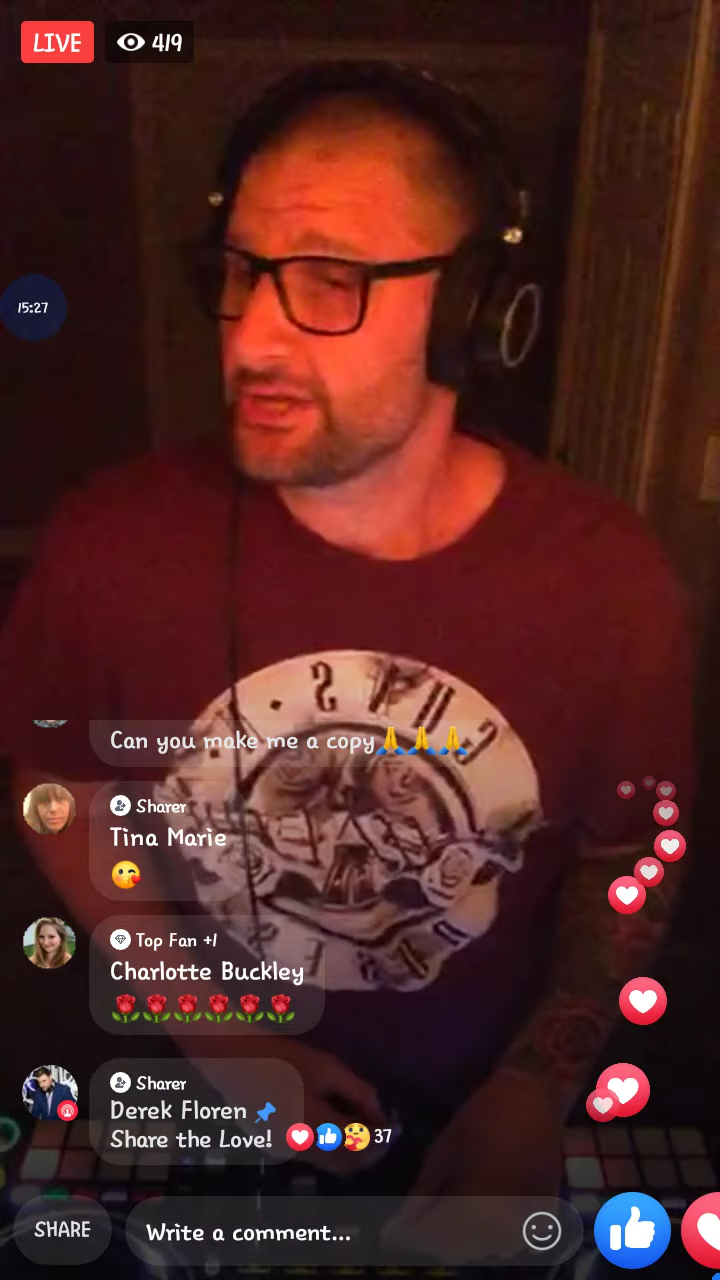 LIVE 419
15:27
Can you make me a copy🙏🙏🙏
Sharer
Tina Marie
😘
Top Fan +1
Charlotte Buckley
🌹🌹🌹🌹🌹🌹
Sharer
Derek Floren 📌
Share the Love! 37
SHARE Write a comment...